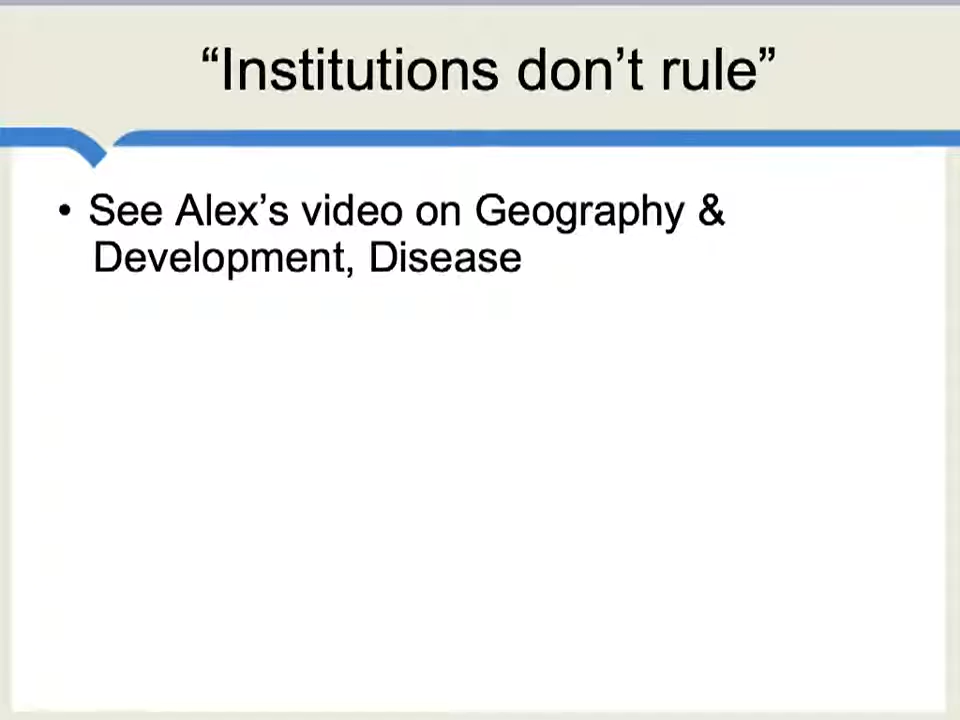 “Institutions don’t rule”
• See Alex’s video on Geography &
Development, Disease